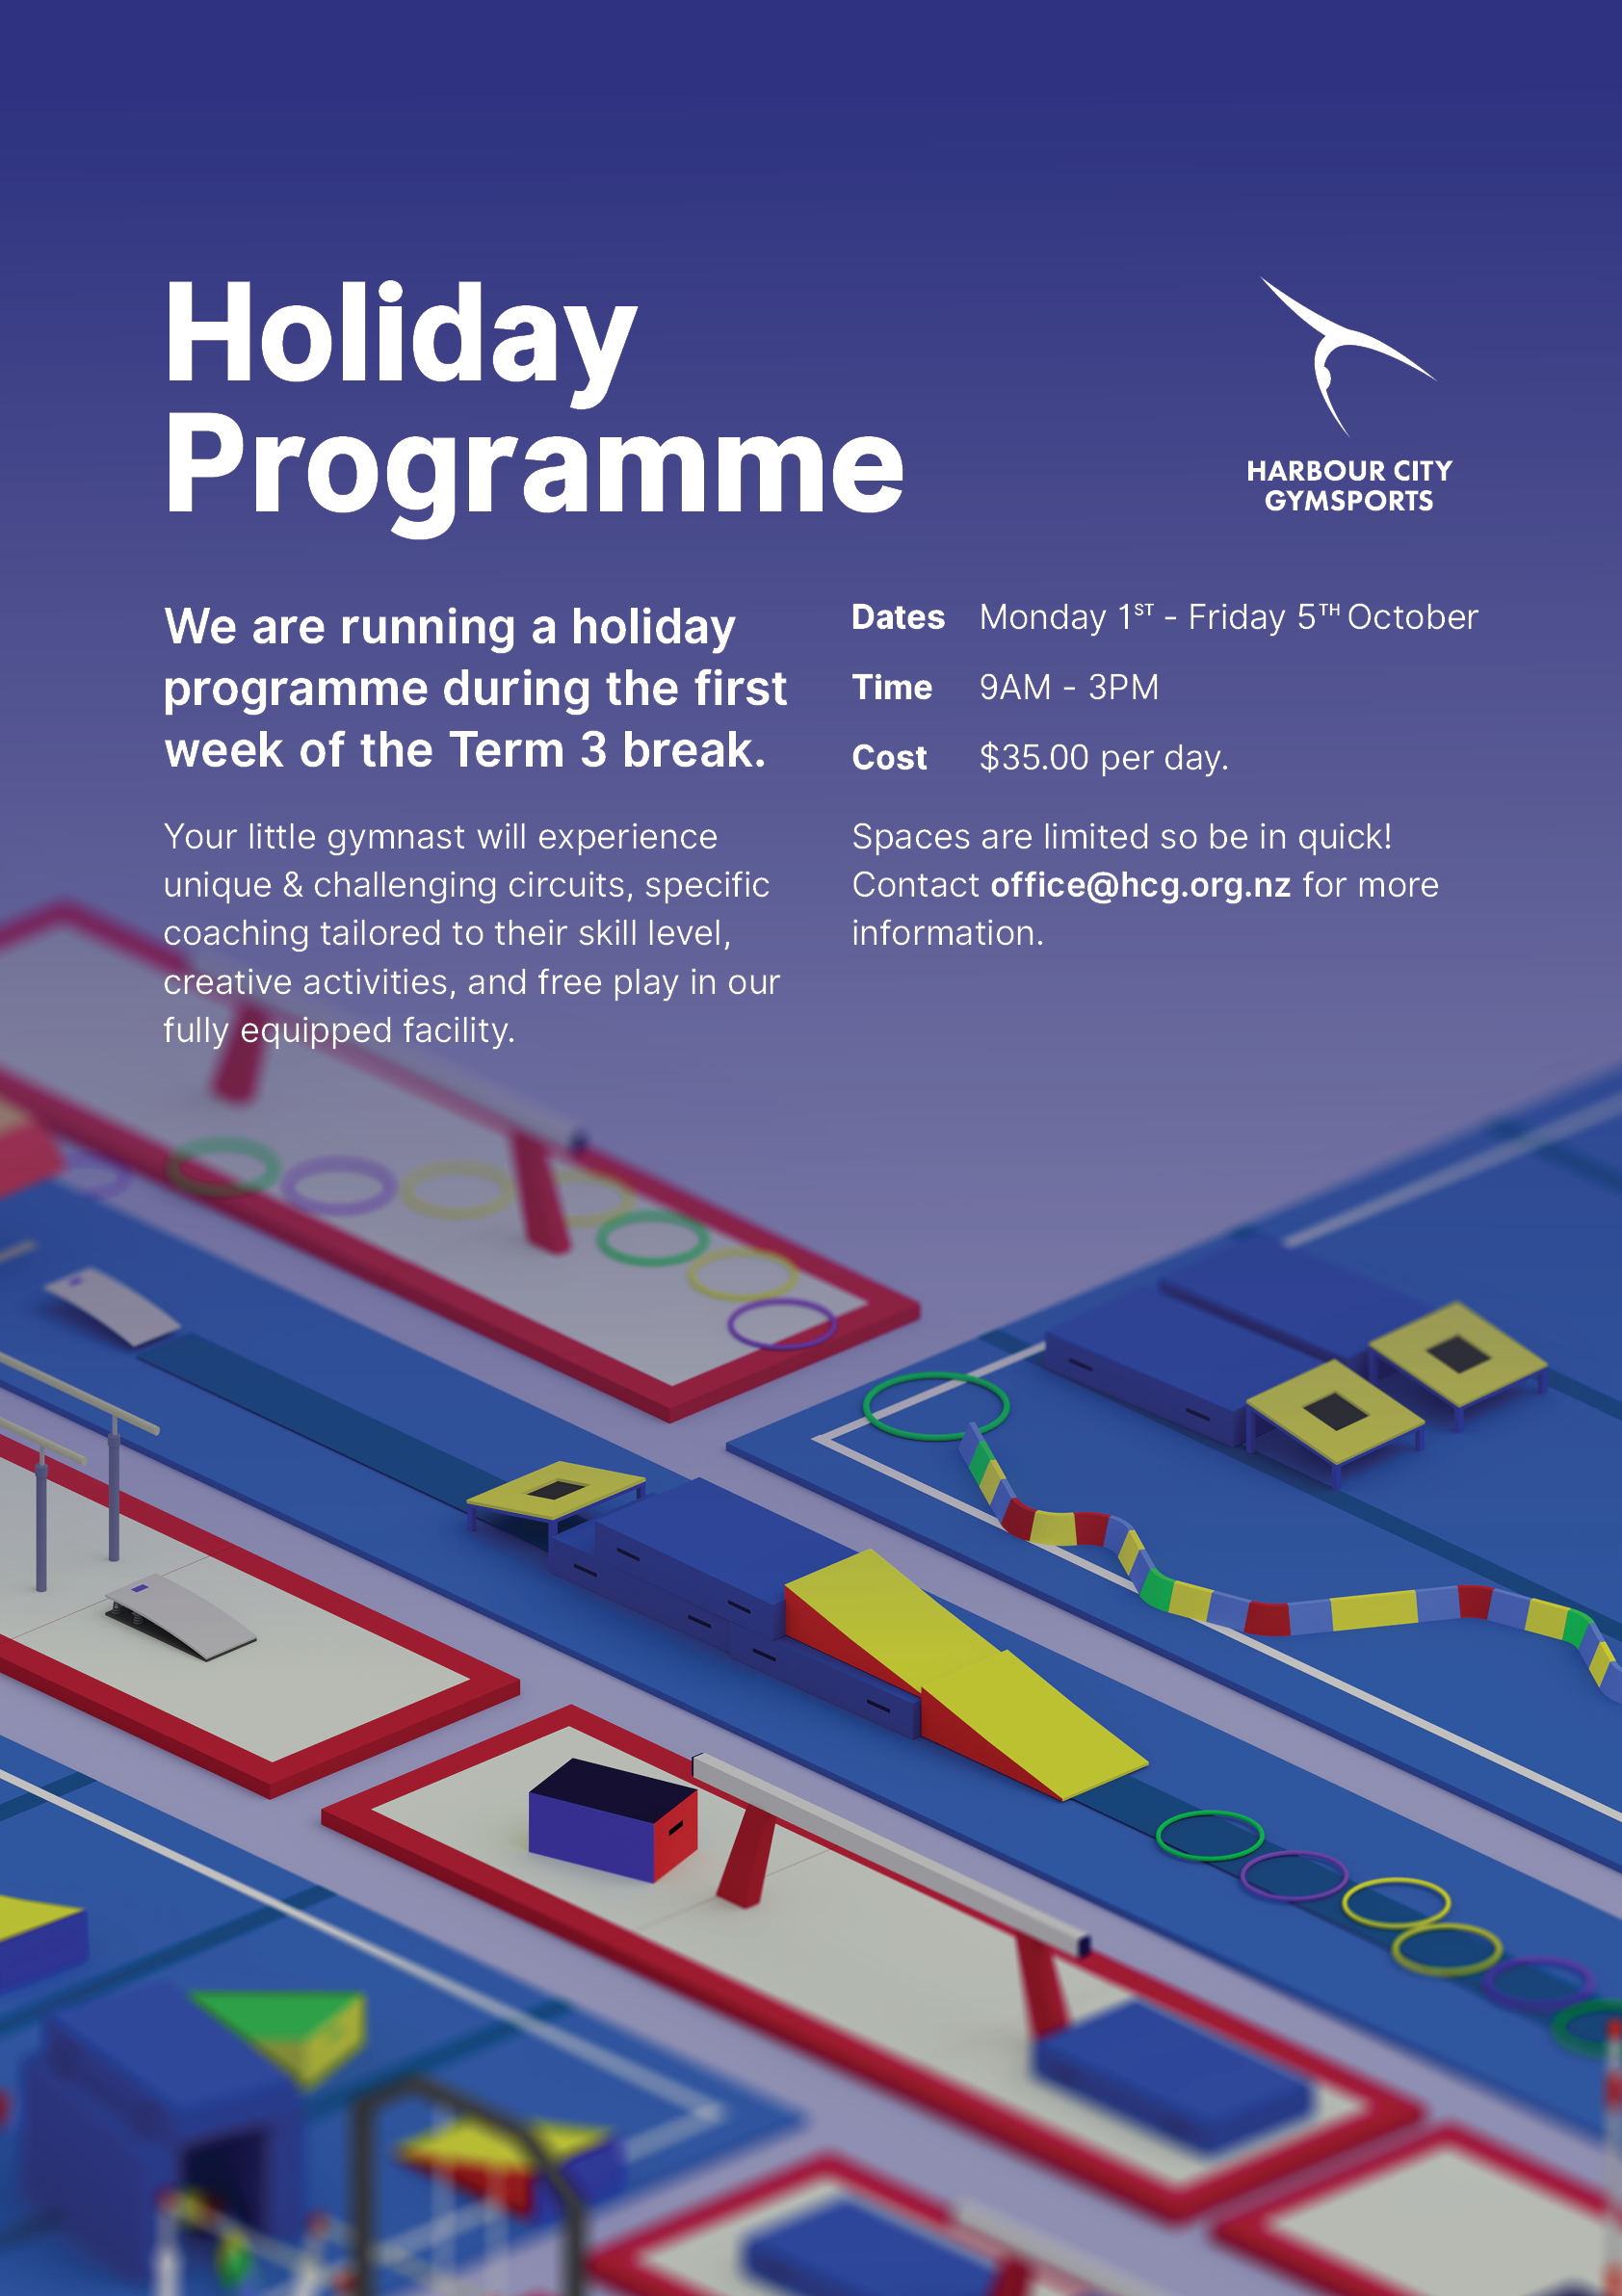 Holiday
Programme
HARBOUR CITY
GYMSPORTS
We are running a holiday
programme during the first
week of the Term 3 break.
Your little gymnast will experience
unique & challenging circuits, specific
coaching tailored to their skill level,
creative activities, and free play in our
fully equipped facility.
Dates Monday 1ST - Friday 5TH October
Time 9AM - 3PM
Cost $35.00 per day.
Spaces are limited so be in quick!
Contact office@hcg.org.nz for more
information.